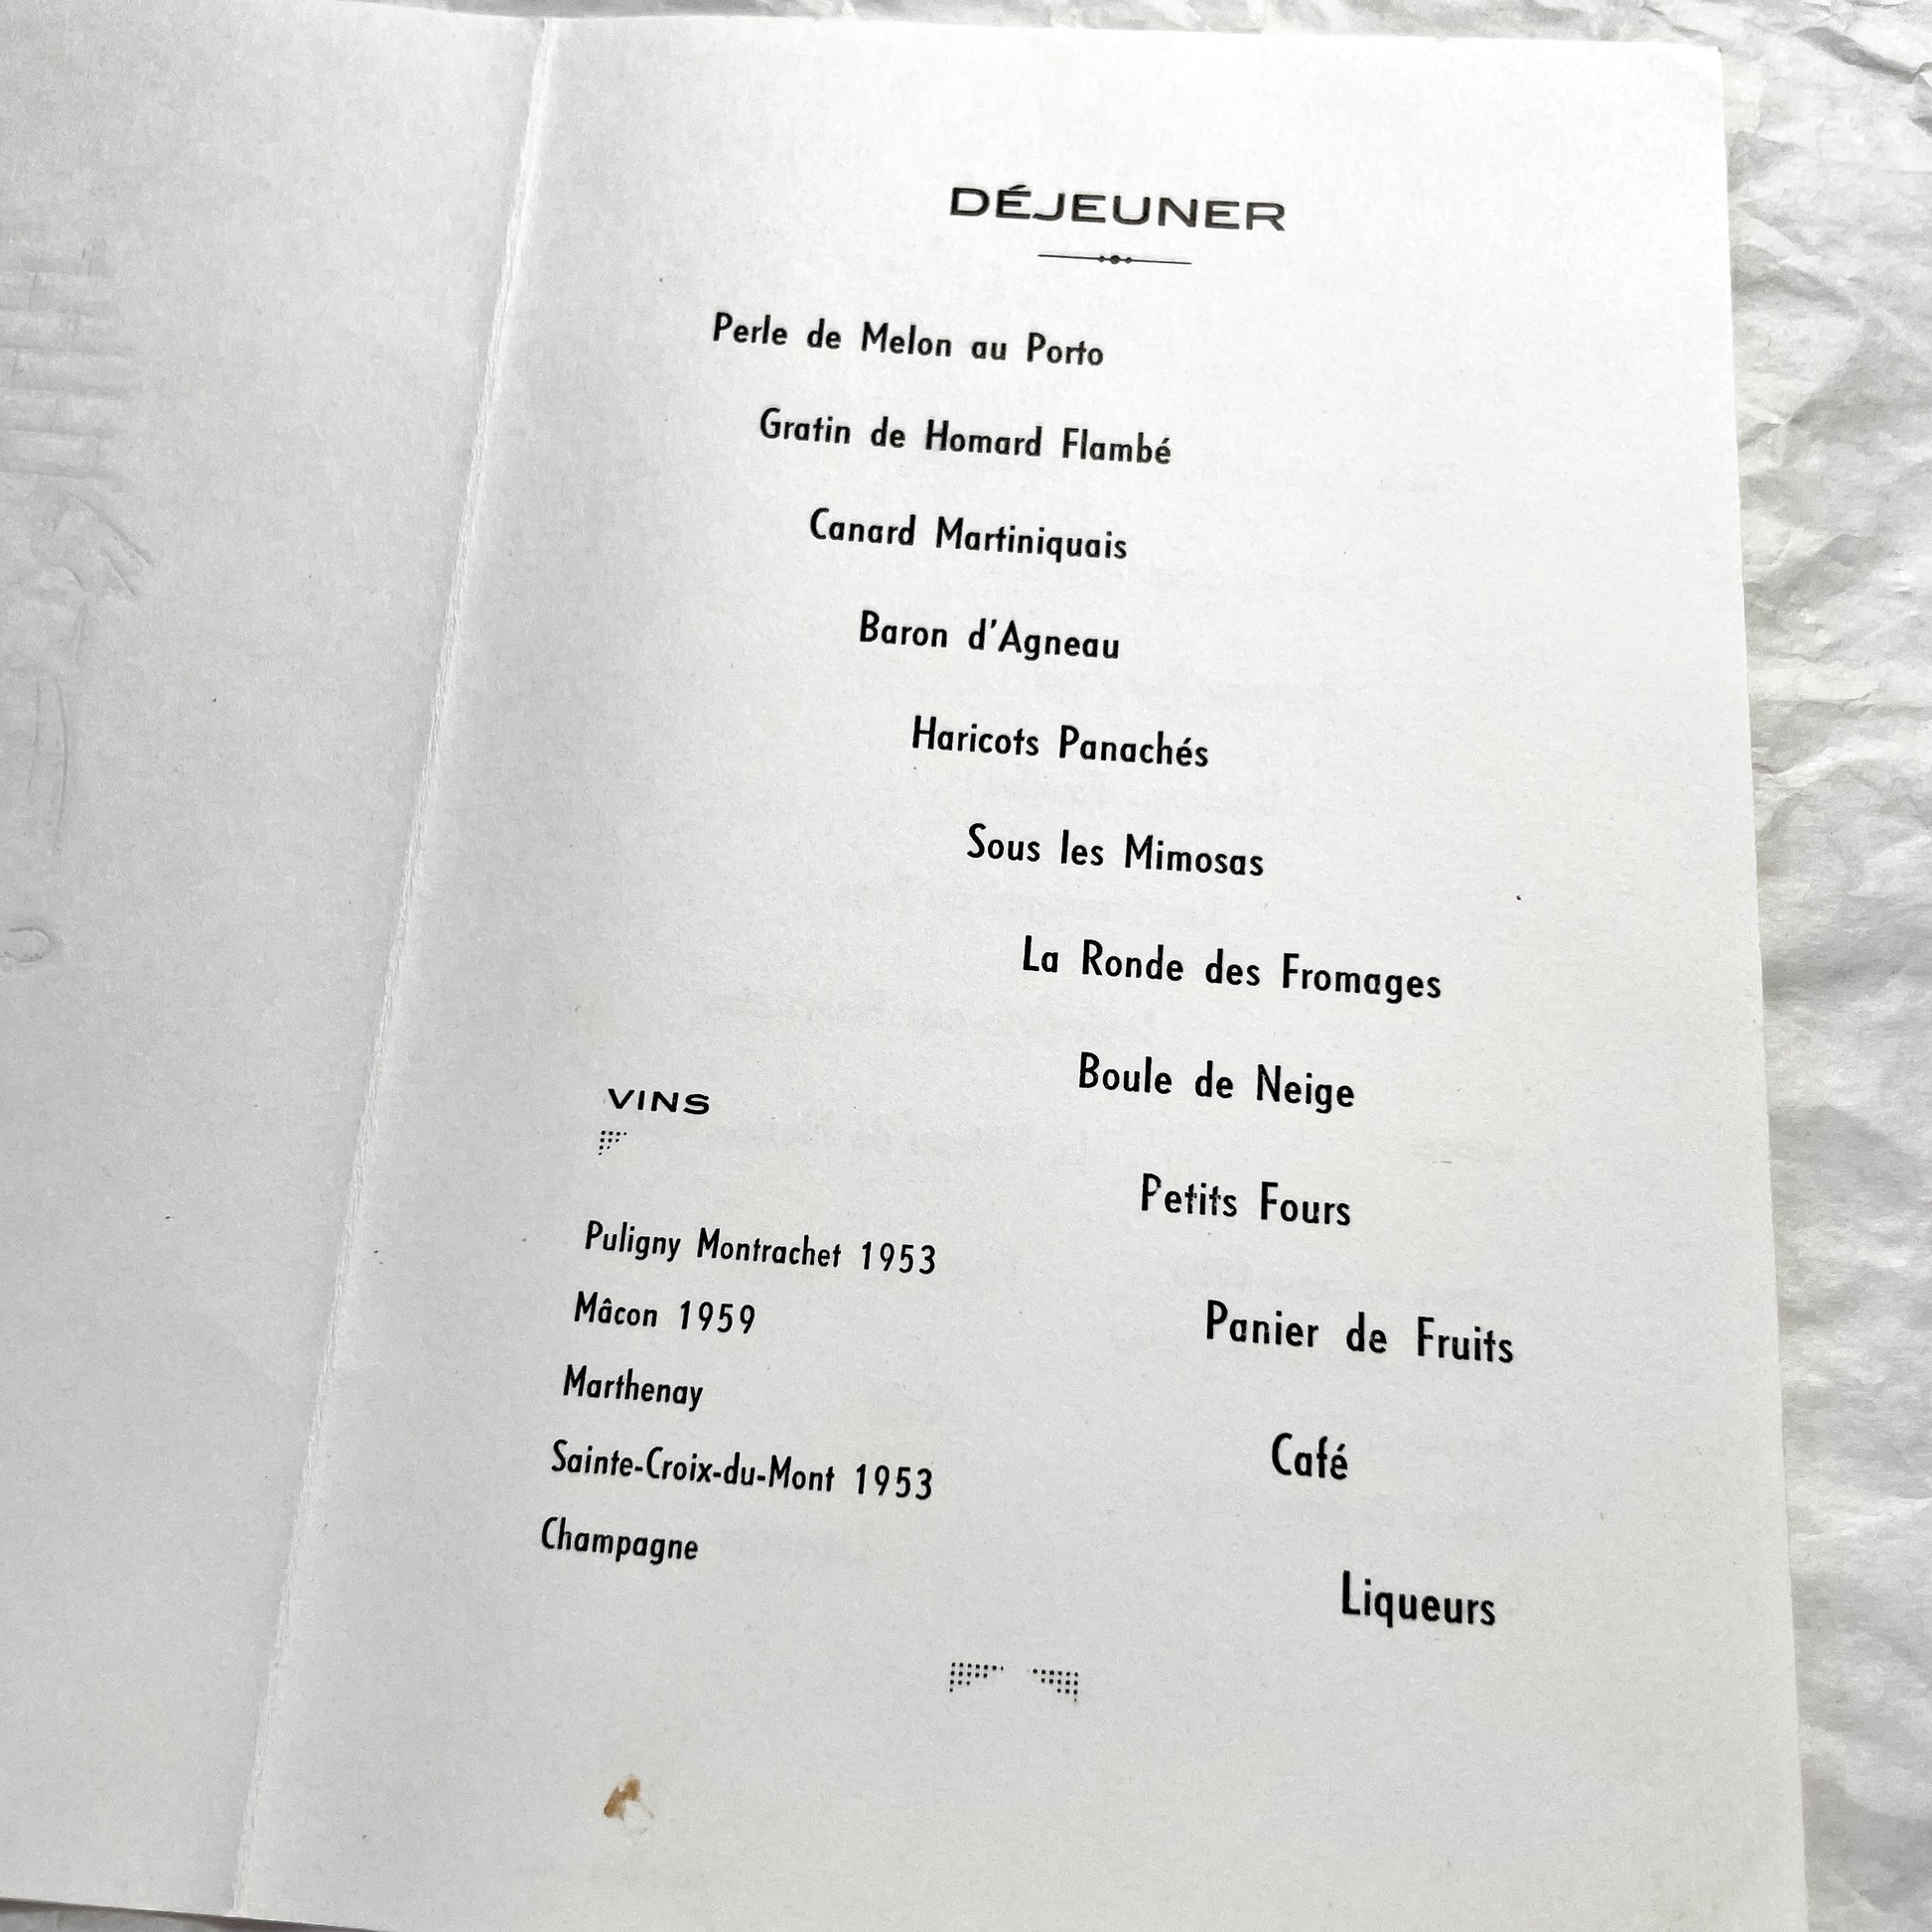 DÉJEUNER
Perle de Melon au Porto
Gratin de Homard Flambé
Canard Martiniquais
Baron d'Agneau
Haricots Panachés
Sous les Mimosas
La Ronde des Fromages
Boule de Neige
Petits Fours
Panier de Fruits
Café
Liqueurs
VINS
Puligny Montrachet 1953
Mâcon 1959
Marthenay
Sainte-Croix-du-Mont 1953
Champagne